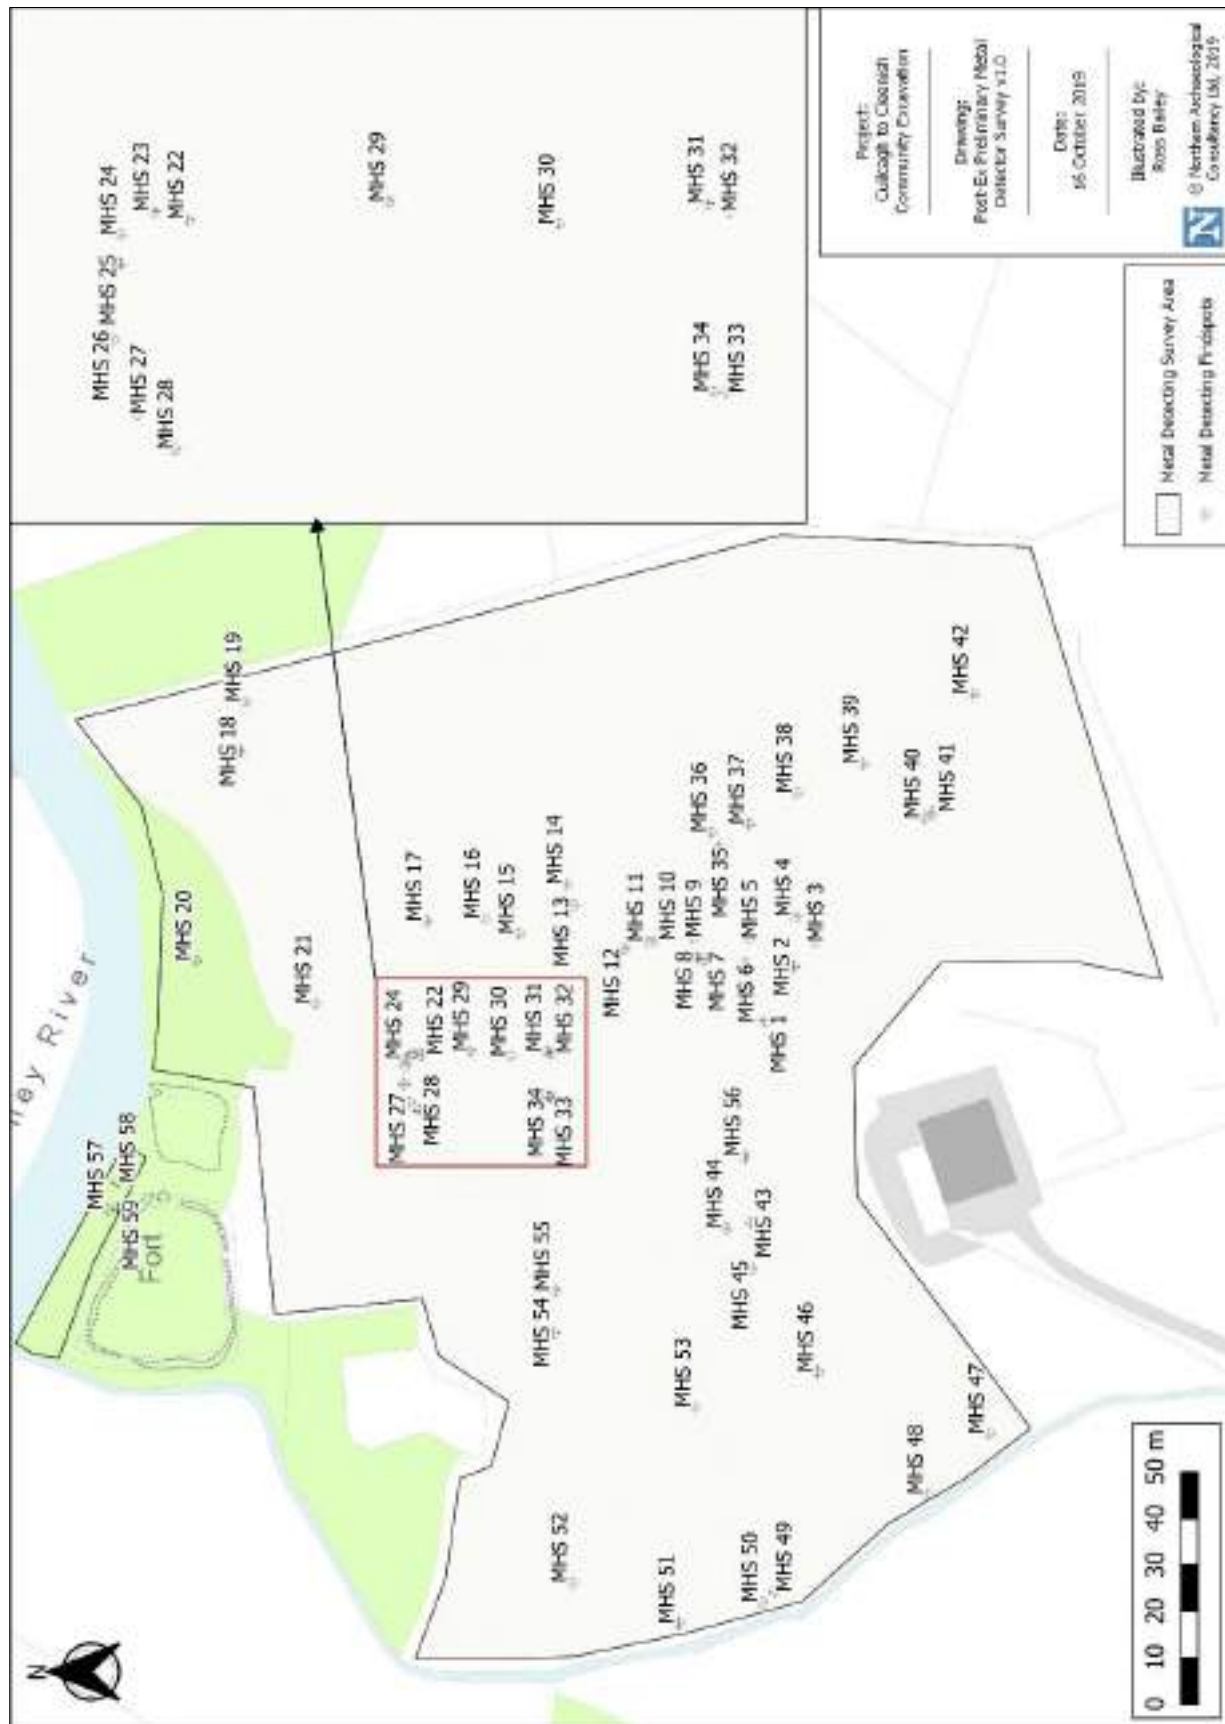 N
ney River
Fort
MHS 57
MHS 58
MHS 59
MHS 20
MHS 18
MHS 19
MHS 21
MHS 17
MHS 16
MHS 15
MHS 14
MHS 13
MHS 27
MHS 28
MHS 24
MHS 22
MHS 29
MHS 30
MHS 31
MHS 32
MHS 34
MHS 33
MHS 12
MHS 11
MHS 10
MHS 9
MHS 8
MHS 7
MHS 35
MHS 36
MHS 37
MHS 5
MHS 6
MHS 4
MHS 2
MHS 1
MHS 3
MHS 38
MHS 39
MHS 40
MHS 41
MHS 42
MHS 54
MHS 55
MHS 52
MHS 53
MHS 44
MHS 56
MHS 43
MHS 45
MHS 46
MHS 51
MHS 50
MHS 49
MHS 48
MHS 47
0 10 20 30 40 50 m
MHS 26
MHS 25
MHS 24
MHS 23
MHS 22
MHS 27
MHS 28
MHS 29
MHS 30
MHS 31
MHS 32
MHS 34
MHS 33
Metal Detecting Survey Area
Metal Detecting Findspots
Project:
Cuilcagh to Cleenish
Community Excavation
Drawing:
Post-Ex Preliminary Metal
Detector Survey v1.0
Date:
16 October 2019
Illustrated by:
Ross Bailey
N
© Northern Archaeological
Consultancy Ltd, 2019